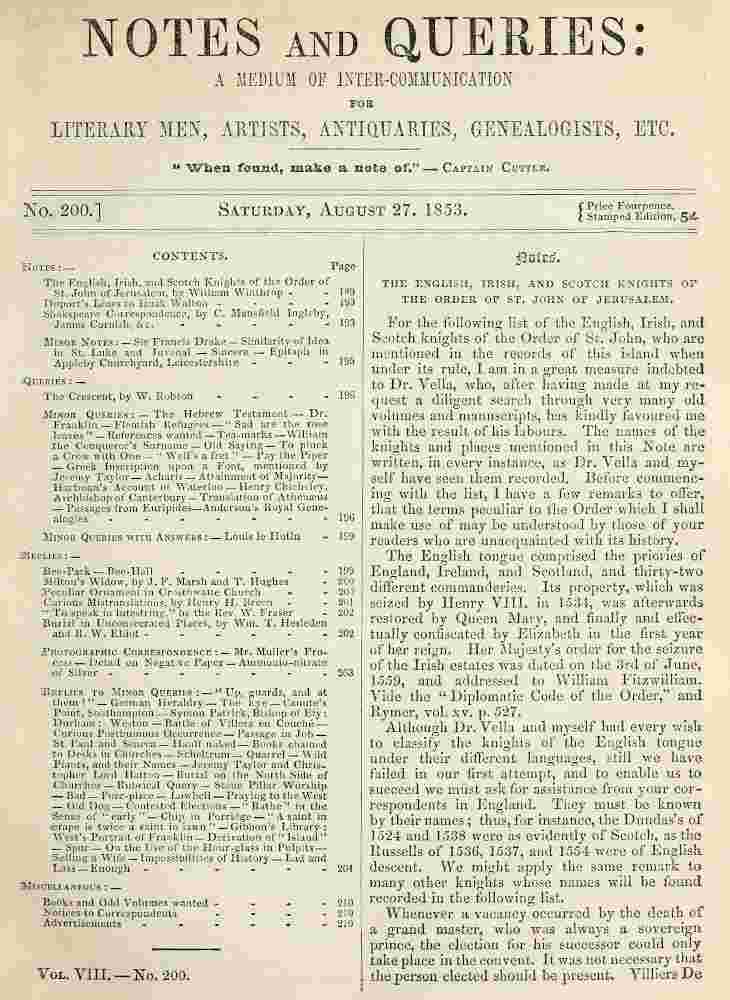 NOTES AND QUERIES:
A MEDIUM OF INTER-COMMUNICATION
FOR
LITERARY MEN, ARTISTS, ANTIQUARIES, GENEALOGISTS, ETC.
"When found, make a note of."—CAPTAIN CUTTLE.
No. 200.]
SATURDAY, AUGUST 27. 1853.
Price Fourpence.
Stamped Edition, 5d.
CONTENTS.
NOTES:— Page
The English, Irish, and Scotch Knights of the Order of
St. John of Jerusalem, by William Winthrop - - 189
Duport's Lines to Izaak Walton - - - - 193
Shakspeare Correspondence, by C. Mansfield Ingleby,
James Cornish, &c. - - - - - 193
MINOR NOTES:—Sir Francis Drake—Similarity of Idea
in St. Luke and Juvenal—Sincere—Epitaph in
Appleby Churchyard, Leicestershire - - - 195
QUERIES:—
The Crescent, by W. Robson - - - - 196
MINOR QUERIES:—The Hebrew Testament—Dr.
Franklin—Flemish Refugees—"Sad are the rose
leaves"—References wanted—Tea-marks—William
the Conqueror's Surname—Old Saying—To pluck
a Crow with One—"Well's a fret"—Pay the Piper
—Greek Inscription upon a Font, mentioned by
Jeremy Taylor—Acharis—Attainment of Majority—
Hartman's Account of Waterloo—Henry Chicheley,
Archbishop of Canterbury—Translation of Athenæus
—Passages from Euripides—Anderson's Royal Gene-
alogies - - - - - - - 196
MINOR QUERIES WITH ANSWERS:—Louis le Hutin - 199
REPLIES:—
Bee-Park—Bee-Hall - - - - - 199
Milton's Widow, by J. F. Marsh and T. Hughes - - 200
Peculiar Ornament in Crosthwaite Church - - 200
Curious Mistranslations, by Henry H. Breen - - 201
"To speak in lutestring," by the Rev. W. Fraser - 202
Burial in Unconsecrated Places, by Wm. T. Hesleden
and R. W. Elliot - - - - - - 202
PHOTOGRAPHIC CORRESPONDENCE:—Mr. Muller's Pro-
cess—Detail on Negative Paper—Ammonio-nitrate
of Silver - - - - - - - 203
REPLIES TO MINOR QUERIES:—"Up, guards, and at
them!"—German Heraldry—The Eye—Canute's
Point, Southampton—Symon Patrick, Bishop of Ely:
Durham: Weston—Battle of Villers en Couché—
Curious Posthumous Occurrence—Passage in Job—
St. Paul and Seneca—Haulf naked—Books chained
to Desks in Churches—Scheltrum—Quarrel—Wild
Plants, and their Names—Jeremy Taylor and Chris-
topher Lord Hatton—Burial on the North Side of
Churches—Rubrical Query—Stone Pillar Worship
—Bad—Porc-pisee—Lowbell—Praying to the West
—Old Dog—Contested Elections—"Rathe" in the
Sense of "early"—Chip in Porridge—"A saint in
crape is twice a saint in lawn"—Gibbon's Library:
West's Portrait of Franklin—Derivation of "Island"
—Spur—On the Use of the Hour-glass in Pulpits—
Selling a Wife—Impossibilities of History—Lad and
Lass—Enough - - - - - - 204
MISCELLANEOUS:—
Books and Odd Volumes wanted - - - - 210
Notices to Correspondents - - - - 210
Advertisements - - - - - - 210
VOL. VIII.—No. 200.
Notes.
THE ENGLISH, IRISH, AND SCOTCH KNIGHTS OF
THE ORDER OF ST. JOHN OF JERUSALEM.
For the following list of the English, Irish, and
Scotch knights of the Order of St. John, who are
mentioned in the records of this island when
under its rule, I am in a great measure indebted
to Dr. Vella, who, after having made at my re-
quest a diligent search through very many old
volumes and manuscripts, has kindly favoured me
with the result of his labours. The names of the
knights and places mentioned in this Note are
written, in every instance, as Dr. Vella and my-
self have seen them recorded. Before commenc-
ing with the list, I have a few remarks to offer,
that the terms peculiar to the Order which I shall
make use of may be understood by those of your
readers who are unacquainted with its history.
The English tongue comprised the priories of
England, Ireland, and Scotland, and thirty-two
different commanderies. Its property, which was
seized by Henry VIII. in 1534, was afterwards
restored by Queen Mary, and finally and effec-
tually confiscated by Elizabeth in the first year
of her reign. Her Majesty's order for the seizure
of the Irish estates was dated on the 3rd of June,
1559, and addressed to William Fitzwilliam.
Vide the "Diplomatic Code of the Order," and
Rymer, vol. xv. p. 527.
Although Dr. Vella and myself had every wish
to classify the knights of the English tongue
under their different languages, still we have
failed in our first attempt, and to enable us to
succeed we must ask for assistance from your cor-
respondents in England. They must be known
by their names; thus, for instance, the Dundas's of
1524 and 1538 were as evidently of Scotch, as the
Russells of 1536, 1537, and 1554 were of English
descent. We might apply the same remark to
many other knights whose names will be found
recorded in the following list.
Whenever a vacancy occurred by the death of
a grand master, who was always a sovereign
prince, the election for his successor could only
take place in the convent. It was not necessary that
the person elected should be present. Villiers De